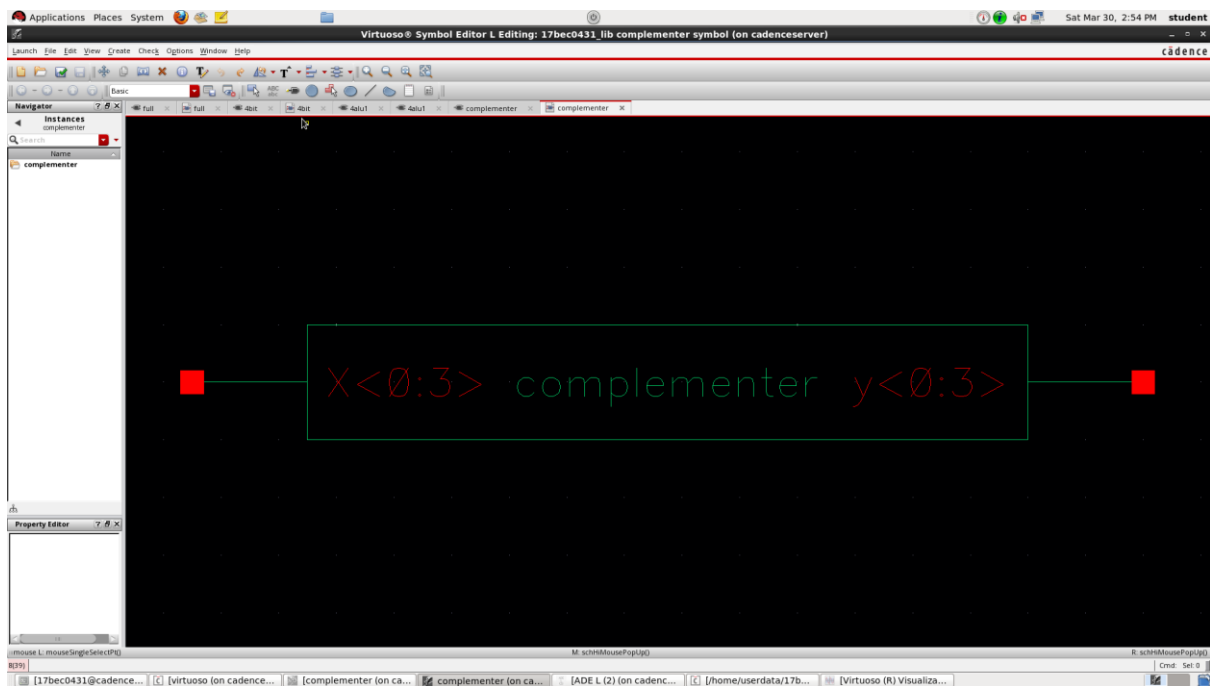 Applications Places System Sat Mar 30, 2:54 PM student
Virtuoso® Symbol Editor L Editing: 17bec0431_lib complementer symbol (on cadenceserver)
Launch File Edit View Create Check Options Window Help cādence
Basic
Navigator ? full full 4bit 4bit 4alu1 4alu1 complementer complementer
Instances
complementer
Search
Name
complementer
X<0:3> complementer y<0:3>
Property Editor ?
mouse L: mouseSingleSelectPt() M: schHiMousePopUp() R: schHiMousePopUp()
8(39) Cmd: Sel: 0
[17bec0431@cadence... [virtuoso (on cadence... [complementer (on ca... complementer (on ca... [ADE L (2) (on cadenc... [/home/userdata/17b... [Virtuoso (R) Visualiza...